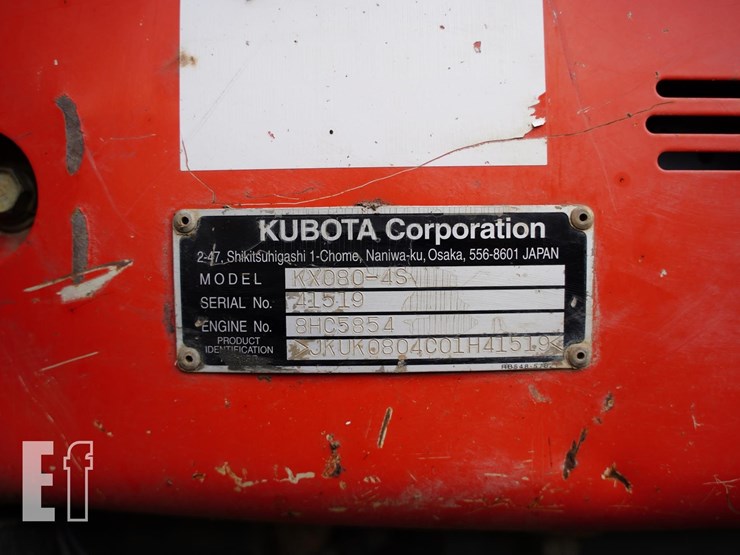 KUBOTA Corporation
2-47, Shikitsuhigashi 1-Chome, Naniwa-ku, Osaka, 556-8601 JAPAN
MODEL KX080-4S
SERIAL No. 41519
ENGINE No. 8HC5854
PRODUCT IDENTIFICATION >JKUK0804C01H41519<
Ef